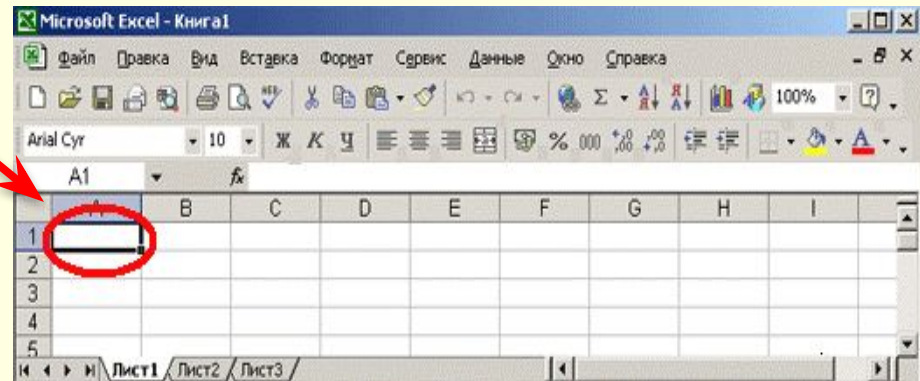 Microsoft Excel - Книга1
Файл Правка Вид Вставка Формат Сервис Данные Окно Справка
100%
Arial Cyr 10 Ж К Ч % 000
A1 fx
A B C D E F G H I
1
2
3
4
5
Лист1 Лист2 Лист3